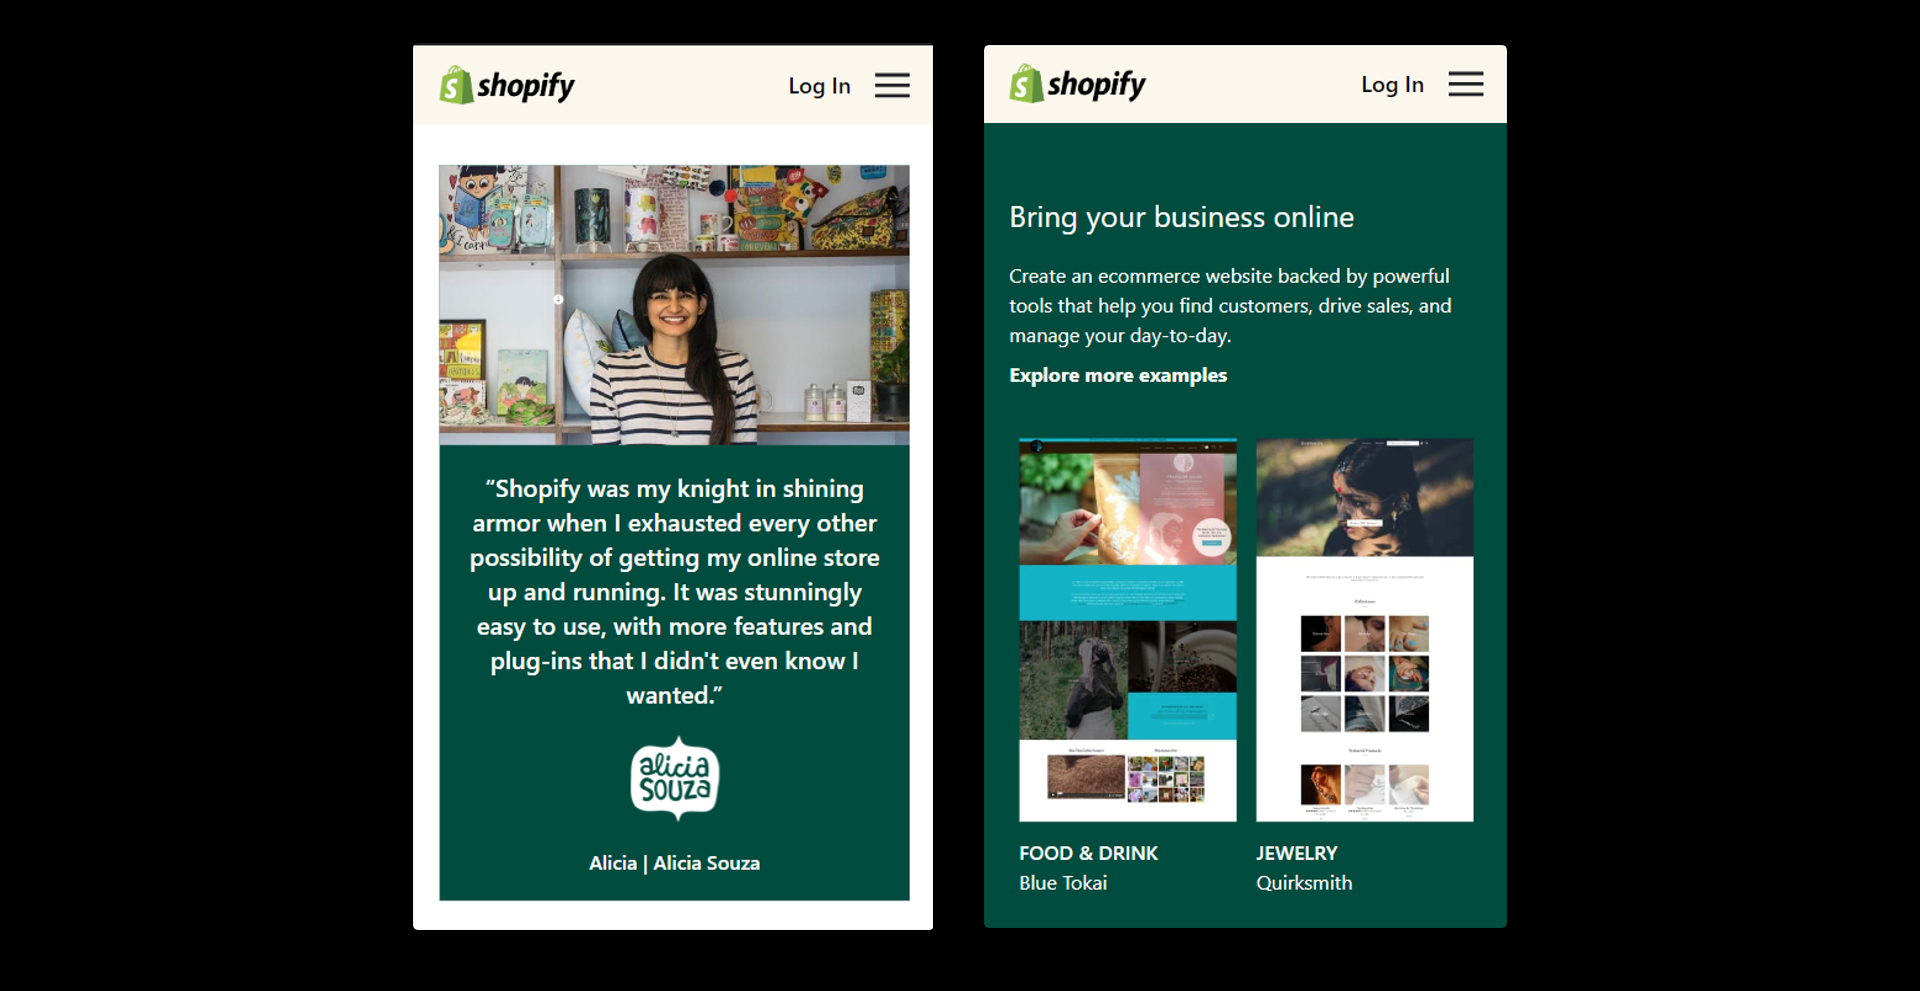 shopify
Log In
“Shopify was my knight in shining
armor when I exhausted every other
possibility of getting my online store
up and running. It was stunningly
easy to use, with more features and
plug-ins that I didn't even know I
wanted.”
alicia
SOUZA
Alicia | Alicia Souza
shopify
Log In
Bring your business online
Create an ecommerce website backed by powerful
tools that help you find customers, drive sales, and
manage your day-to-day.
Explore more examples
FOOD & DRINK
Blue Tokai
JEWELRY
Quirksmith